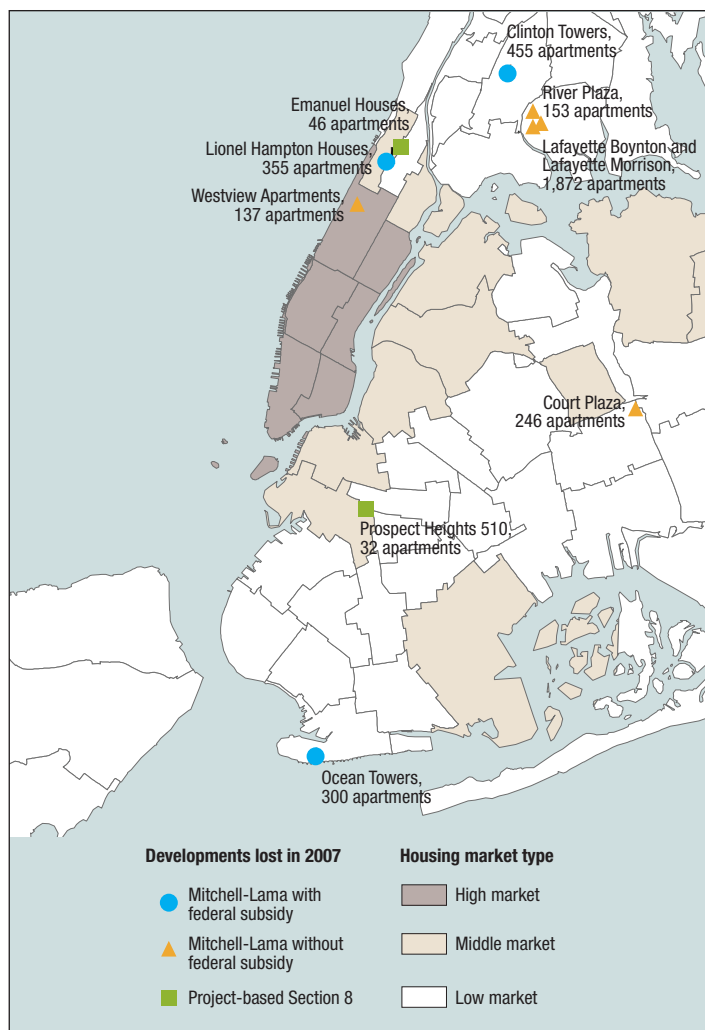 Clinton Towers,
455 apartments
River Plaza,
153 apartments
Emanuel Houses,
46 apartments
Lionel Hampton Houses,
355 apartments
Lafayette Boynton and
Lafayette Morrison,
1,872 apartments
Westview Apartments,
137 apartments
Court Plaza,
246 apartments
Prospect Heights 510,
32 apartments
Ocean Towers,
300 apartments
Developments lost in 2007
Mitchell-Lama with
federal subsidy
Mitchell-Lama without
federal subsidy
Project-based Section 8
Housing market type
High market
Middle market
Low market